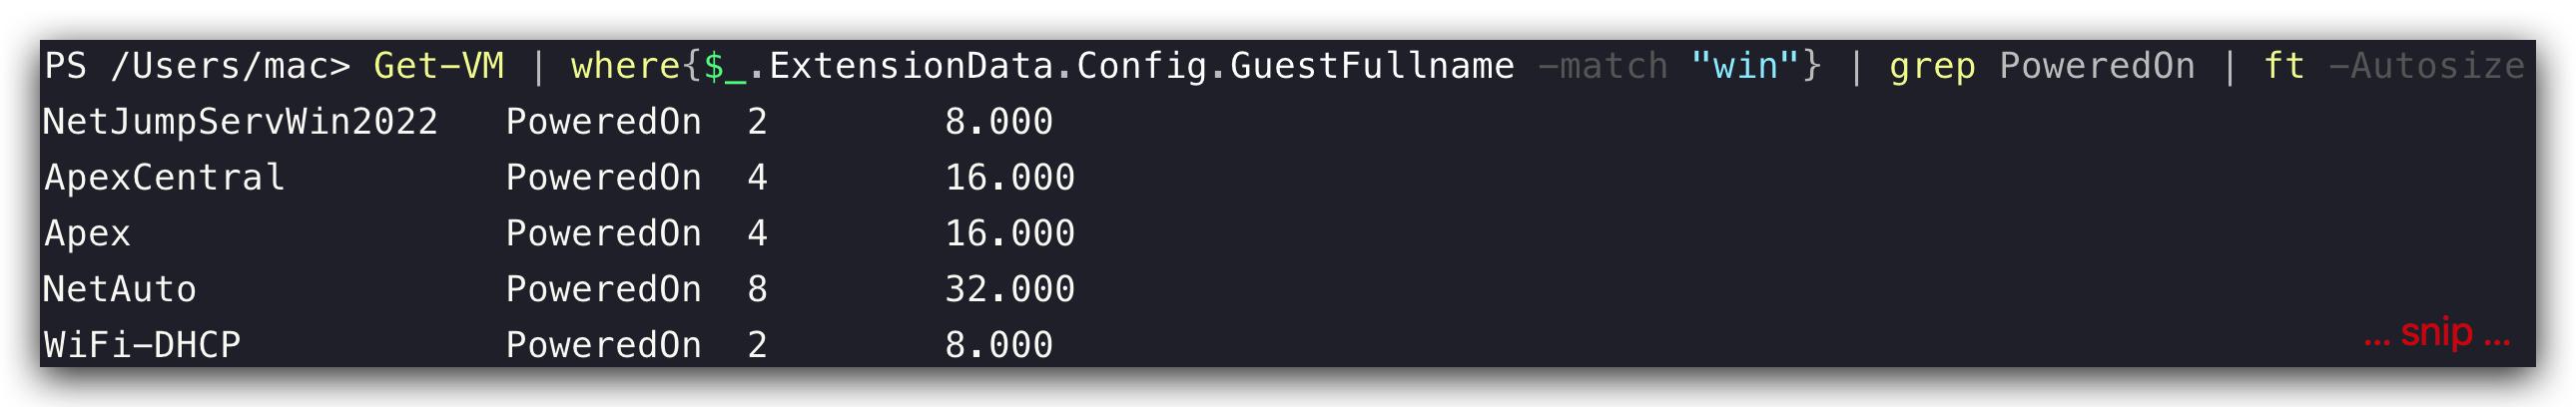 PS /Users/mac> Get-VM | where{$_.ExtensionData.Config.GuestFullname -match "win"} | grep PoweredOn | ft -Autosize
NetJumpServWin2022 PoweredOn 2 8.000
ApexCentral PoweredOn 4 16.000
Apex PoweredOn 4 16.000
NetAuto PoweredOn 8 32.000
WiFi-DHCP PoweredOn 2 8.000
... snip ...